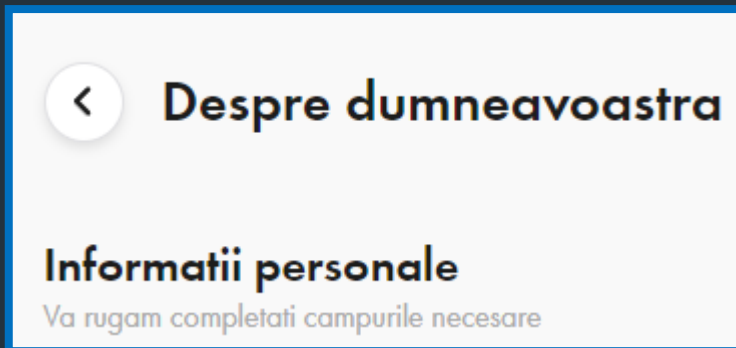 Despre dumneavoastra
Informatii personale
Va rugam completati campurile necesare